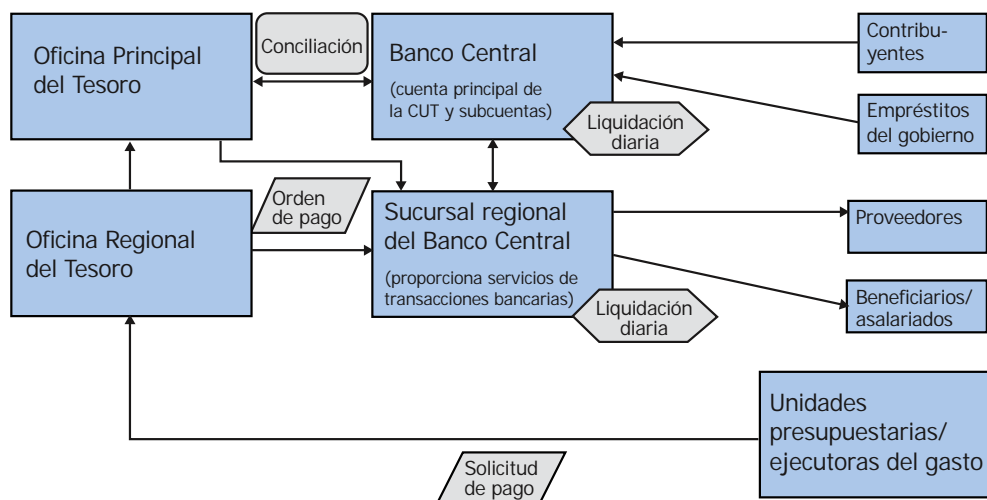 Oficina Principal
del Tesoro
Conciliación
Banco Central
(cuenta principal de
la CUT y subcuentas)
Liquidación
diaria
Contribu-
yentes
Empréstitos
del gobierno
Oficina Regional
del Tesoro
Orden
de pago
Sucursal regional
del Banco Central
(proporciona servicios de
transacciones bancarias)
Liquidación
diaria
Proveedores
Beneficiarios/
asalariados
Unidades
presupuestarias/
ejecutoras del gasto
Solicitud
de pago